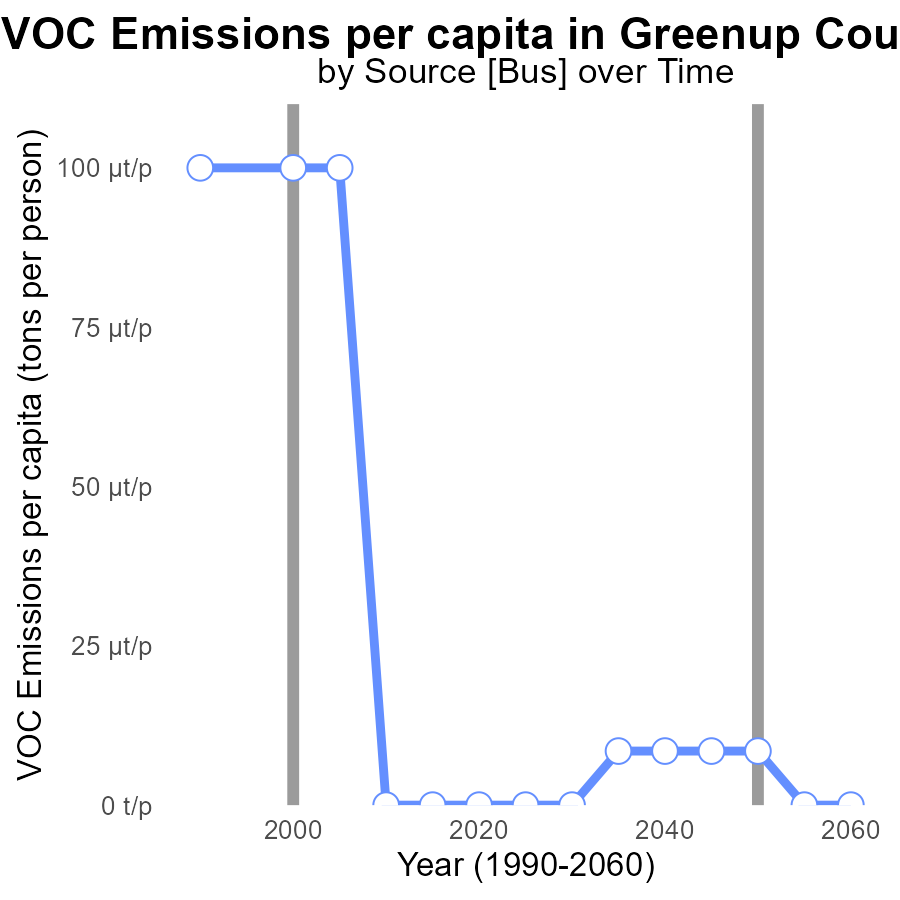 VOC Emissions per capita in Greenup Cou
by Source [Bus] over Time
VOC Emissions per capita (tons per person)
100 µt/p
75 µt/p
50 µt/p
25 µt/p
0 t/p
2000 2020 2040 2060
Year (1990-2060)